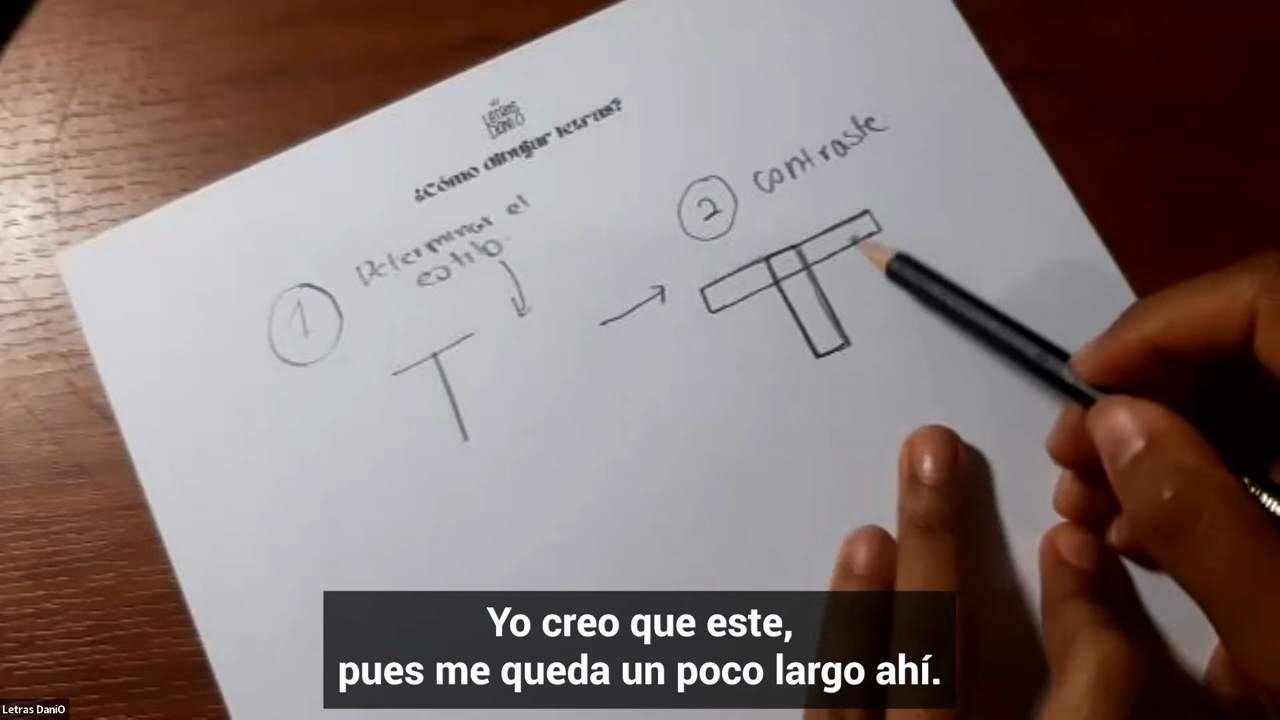 LETRAS
DANIO
¿Cómo dibujar letras?
1
Determinar el
estilo
T
2 contraste
T
Yo creo que este,
pues me queda un poco largo ahí.
Letras DaniO